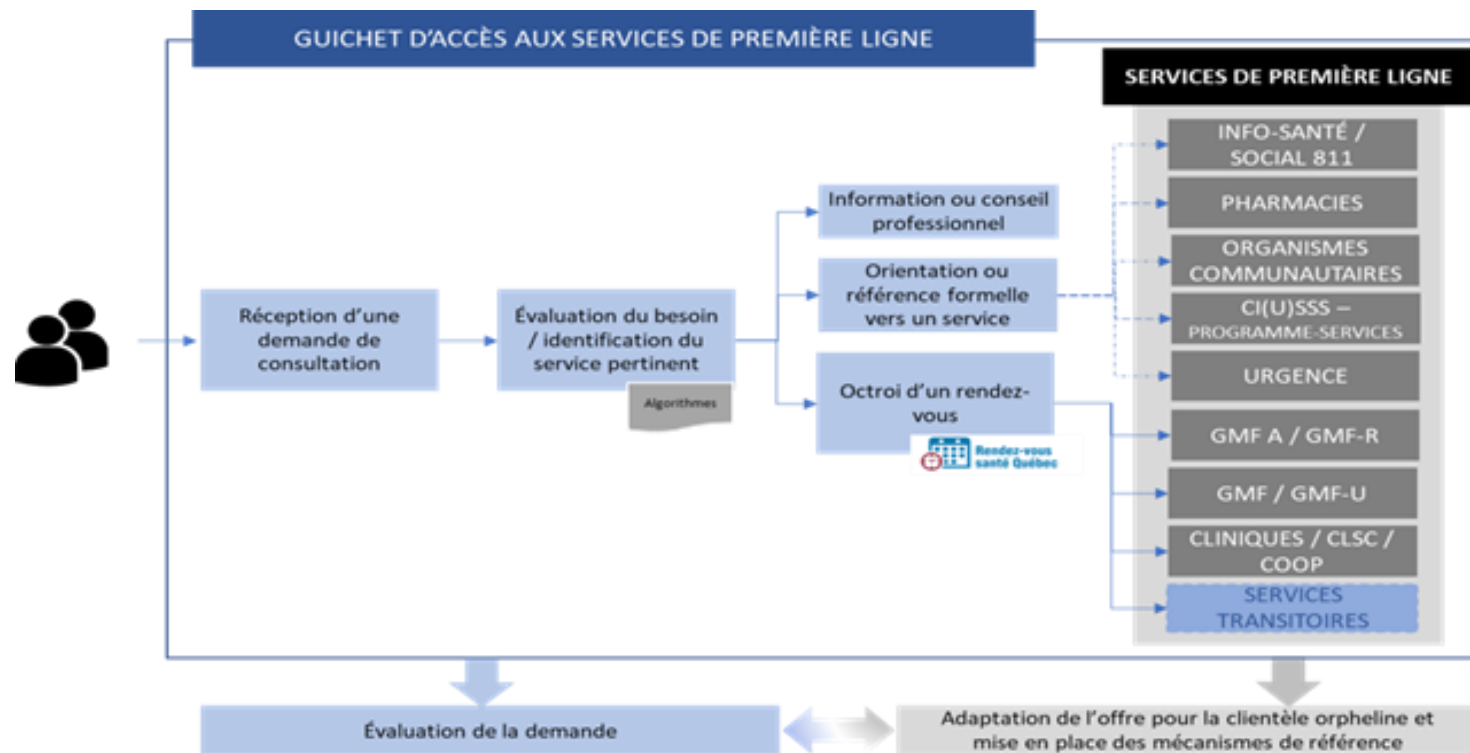 GUICHET D'ACCÈS AUX SERVICES DE PREMIÈRE LIGNE
SERVICES DE PREMIÈRE LIGNE
Réception d'une
demande de
consultation
Évaluation du besoin
/ identification du
service pertinent
Algorithmes
Information ou conseil
professionnel
Orientation ou
référence formelle
vers un service
Octroi d'un rendez-
vous
Rendez-vous
santé Québec
INFO-SANTÉ /
SOCIAL 811
PHARMACIES
ORGANISMES
COMMUNAUTAIRES
CI(U)SSS –
PROGRAMME-SERVICES
URGENCE
GMF A / GMF-R
GMF / GMF-U
CLINIQUES / CLSC /
COOP
SERVICES
TRANSITOIRES
Évaluation de la demande
Adaptation de l'offre pour la clientèle orpheline et
mise en place des mécanismes de référence